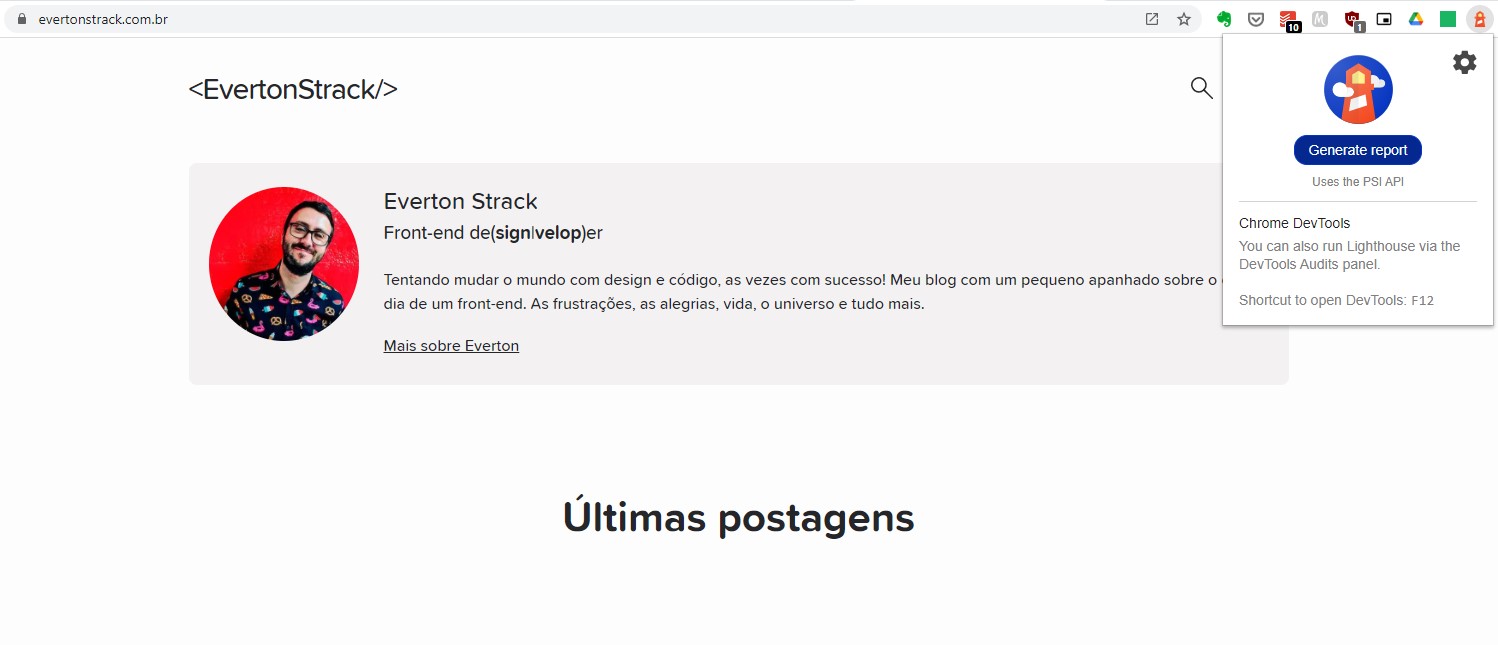 evertonstrack.com.br
10
1
<EvertonStrack/>
Generate report
Uses the PSI API
Chrome DevTools
You can also run Lighthouse via the
DevTools Audits panel.
Shortcut to open DevTools: F12
Everton Strack
Front-end de(sign|velop)er
Tentando mudar o mundo com design e código, as vezes com sucesso! Meu blog com um pequeno apanhado sobre o
dia de um front-end. As frustrações, as alegrias, vida, o universo e tudo mais.
Mais sobre Everton
Últimas postagens